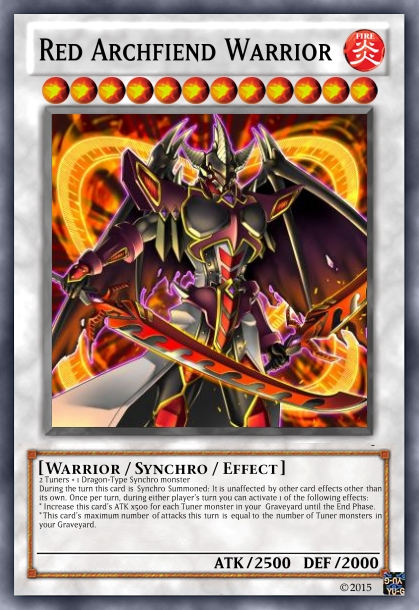 RED ARCHFIEND WARRIOR
FIRE
炎
[WARRIOR / SYNCHRO / EFFECT]
2 Tuners + 1 Dragon-Type Synchro monster
During the turn this card is Synchro Summoned: It is unaffected by other card effects other than
its own. Once per turn, during either player's turn you can activate 1 of the following effects:
* Increase this card's ATK x500 for each Tuner monster in your Graveyard until the End Phase.
* This card's maximum number of attacks this turn is equal to the number of Tuner monsters in
your Graveyard.
ATK / 2500 DEF / 2000
©2015
YU-G